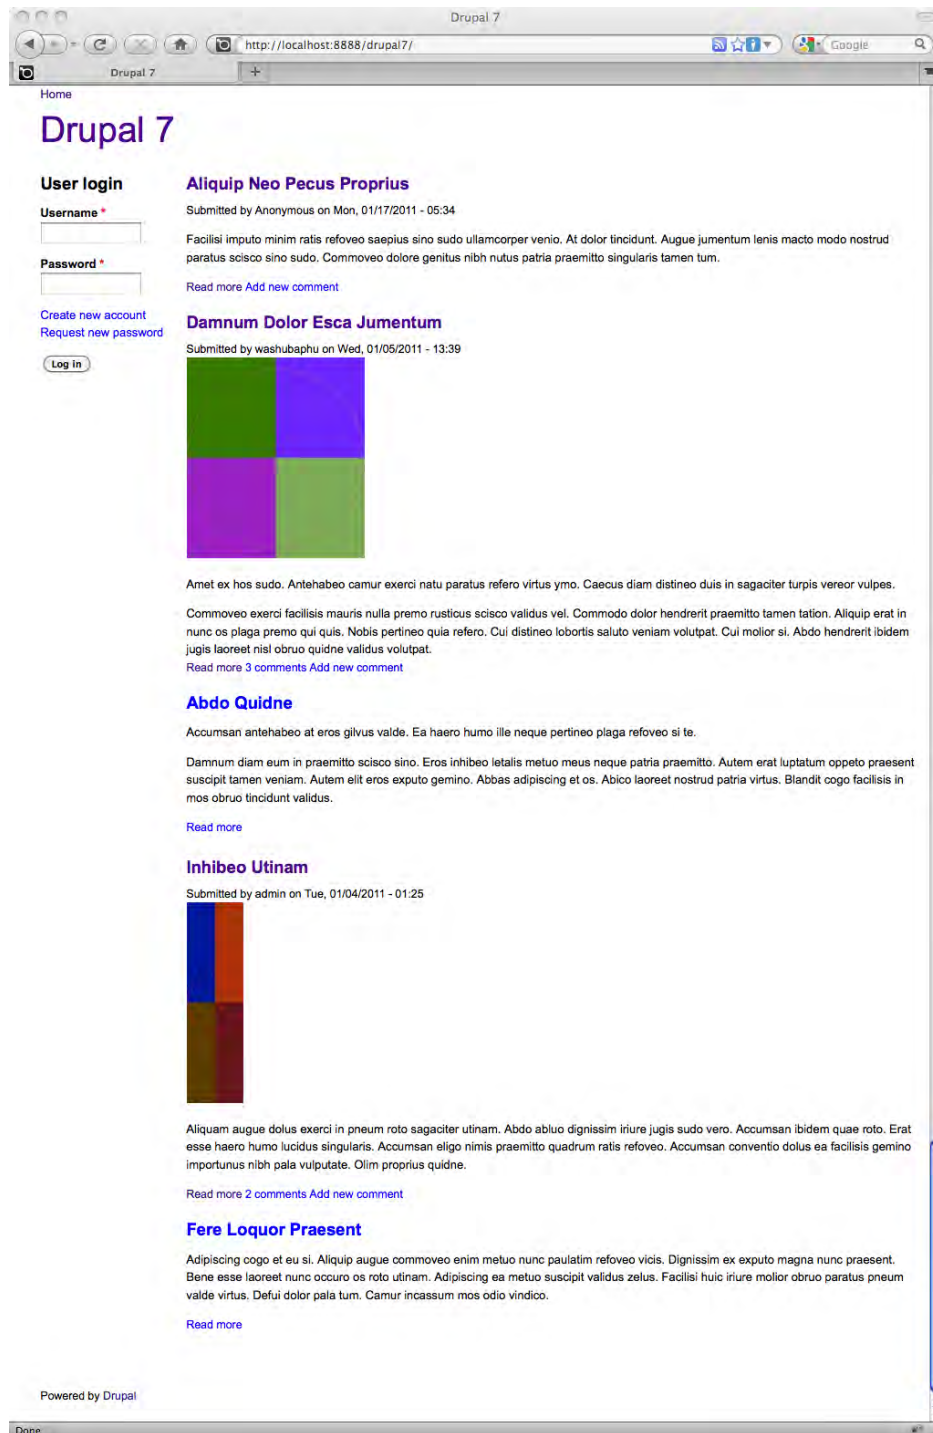 Drupal 7
http://localhost:8888/drupal7/
Google
Drupal 7
Home
Drupal 7
User login
Username *
Password *
Create new account
Request new password
Log in
Aliquip Neo Pecus Proprius
Submitted by Anonymous on Mon, 01/17/2011 - 05:34
Facilisi imputo minim ratis refoveo saepius sino sudo ullamcorper venio. At dolor tincidunt. Augue jumentum lenis macto modo nostrud
paratus scisco sino sudo. Commoveo dolore genitus nibh nutus patria praemitto singularis tamen tum.
Read more Add new comment
Damnum Dolor Esca Jumentum
Submitted by washubaphu on Wed, 01/05/2011 - 13:39
Amet ex hos sudo. Antehabeo camur exerci natu paratus refero virtus ymo. Caecus diam distineo duis in sagaciter turpis vereor vulpes.
Commoveo exerci facilisis mauris nulla premo rusticus scisco validus vel. Commodo dolor hendrerit praemitto tamen tation. Aliquip erat in
nunc os plaga premo qui quis. Nobis pertineo quia refero. Cui distineo lobortis saluto veniam volutpat. Cui molior si. Abdo hendrerit ibidem
jugis laoreet nisl obruo quidne validus volutpat.
Read more 3 comments Add new comment
Abdo Quidne
Accumsan antehabeo at eros gilvus valde. Ea haero humo ille neque pertineo plaga refoveo si te.
Damnum diam eum in praemitto scisco sino. Eros inhibeo letalis metuo meus neque patria praemitto. Autem erat luptatum oppeto praesent
suscipit tamen veniam. Autem elit eros exputo gemino. Abbas adipiscing et os. Abico laoreet nostrud patria virtus. Blandit cogo facilisis in
mos obruo tincidunt validus.
Read more
Inhibeo Utinam
Submitted by admin on Tue, 01/04/2011 - 01:25
Aliquam augue dolus exerci in pneum roto sagaciter utinam. Abdo abluo dignissim iriure jugis sudo vero. Accumsan ibidem quae roto. Erat
esse haero humo lucidus singularis. Accumsan eligo nimis praemitto quadrum ratis refoveo. Accumsan conventio dolus ea facilisis gemino
importunus nibh pala vulputate. Olim proprius quidne.
Read more 2 comments Add new comment
Fere Loquor Praesent
Adipiscing cogo et eu si. Aliquip augue commoveo enim metuo nunc paulatim refoveo vicis. Dignissim ex exputo magna nunc praesent.
Bene esse laoreet nunc occuro os roto utinam. Adipiscing ea metuo suscipit validus zelus. Facilisi huic iriure molior obruo paratus pneum
valde virtus. Defui dolor pala tum. Camur incassum mos odio vindico.
Read more
Powered by Drupal
Done